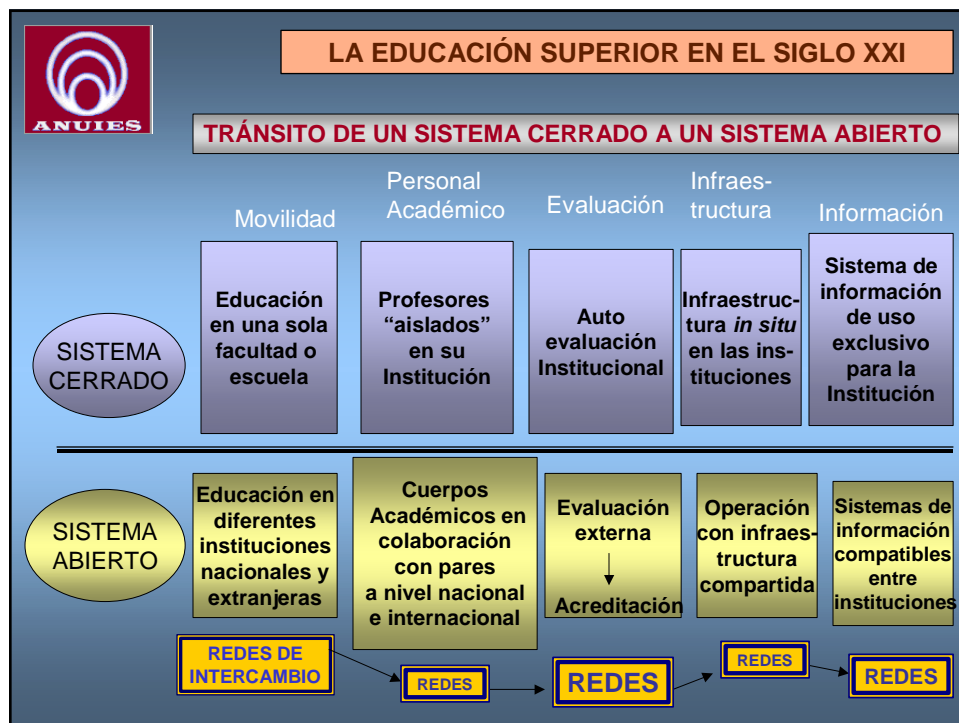 ANUIES
LA EDUCACIÓN SUPERIOR EN EL SIGLO XXI
TRÁNSITO DE UN SISTEMA CERRADO A UN SISTEMA ABIERTO
Movilidad
Personal
Académico
Evaluación
Infraes-
tructura
Información
SISTEMA
CERRADO
Educación
en una sola
facultad o
escuela
Profesores
“aislados”
en su
Institución
Auto
evaluación
Institucional
Infraestruc-
tura in situ
en las ins-
tituciones
Sistema de
información
de uso
exclusivo
para la
Institución
SISTEMA
ABIERTO
Educación en
diferentes
instituciones
nacionales y
extranjeras
Cuerpos
Académicos en
colaboración
con pares
a nivel nacional
e internacional
Evaluación
externa
Acreditación
Operación
con infraes-
tructura
compartida
Sistemas de
información
compatibles
entre
instituciones
REDES DE
INTERCAMBIO
REDES
REDES
REDES
REDES